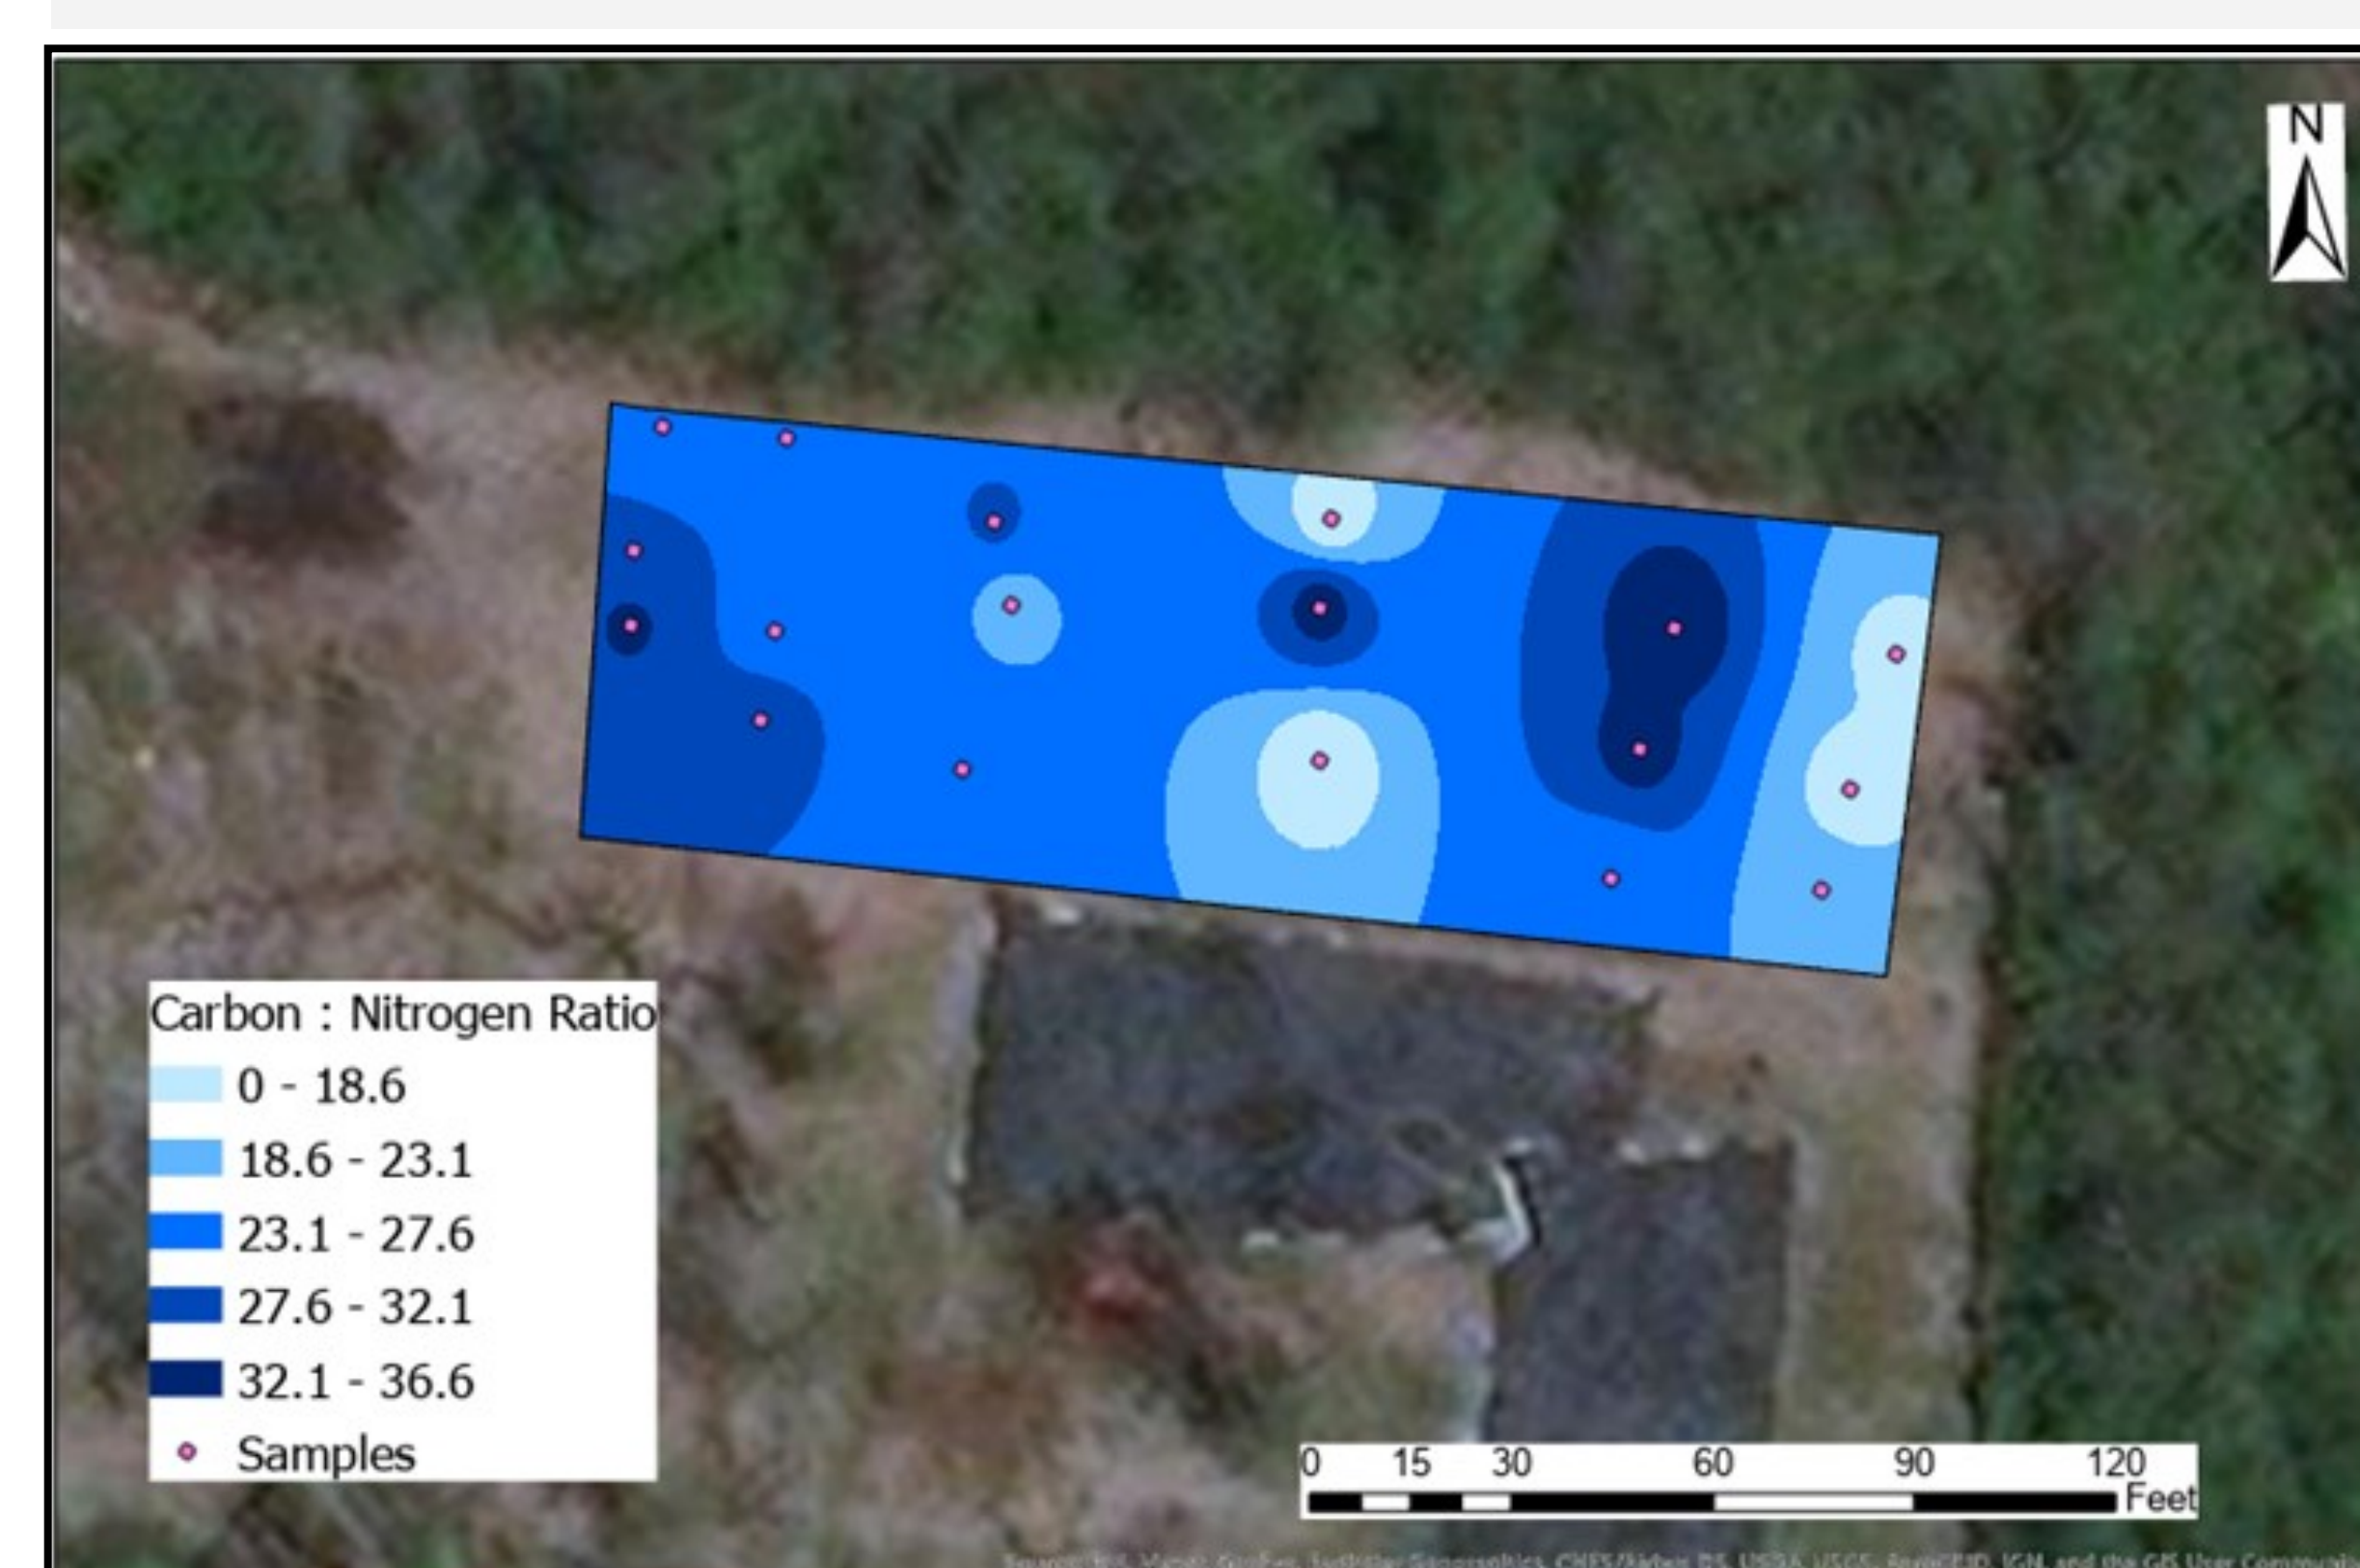 N
Carbon : Nitrogen Ratio
0 - 18.6
18.6 - 23.1
23.1 - 27.6
27.6 - 32.1
32.1 - 36.6
Samples
0 15 30 60 90 120
Feet